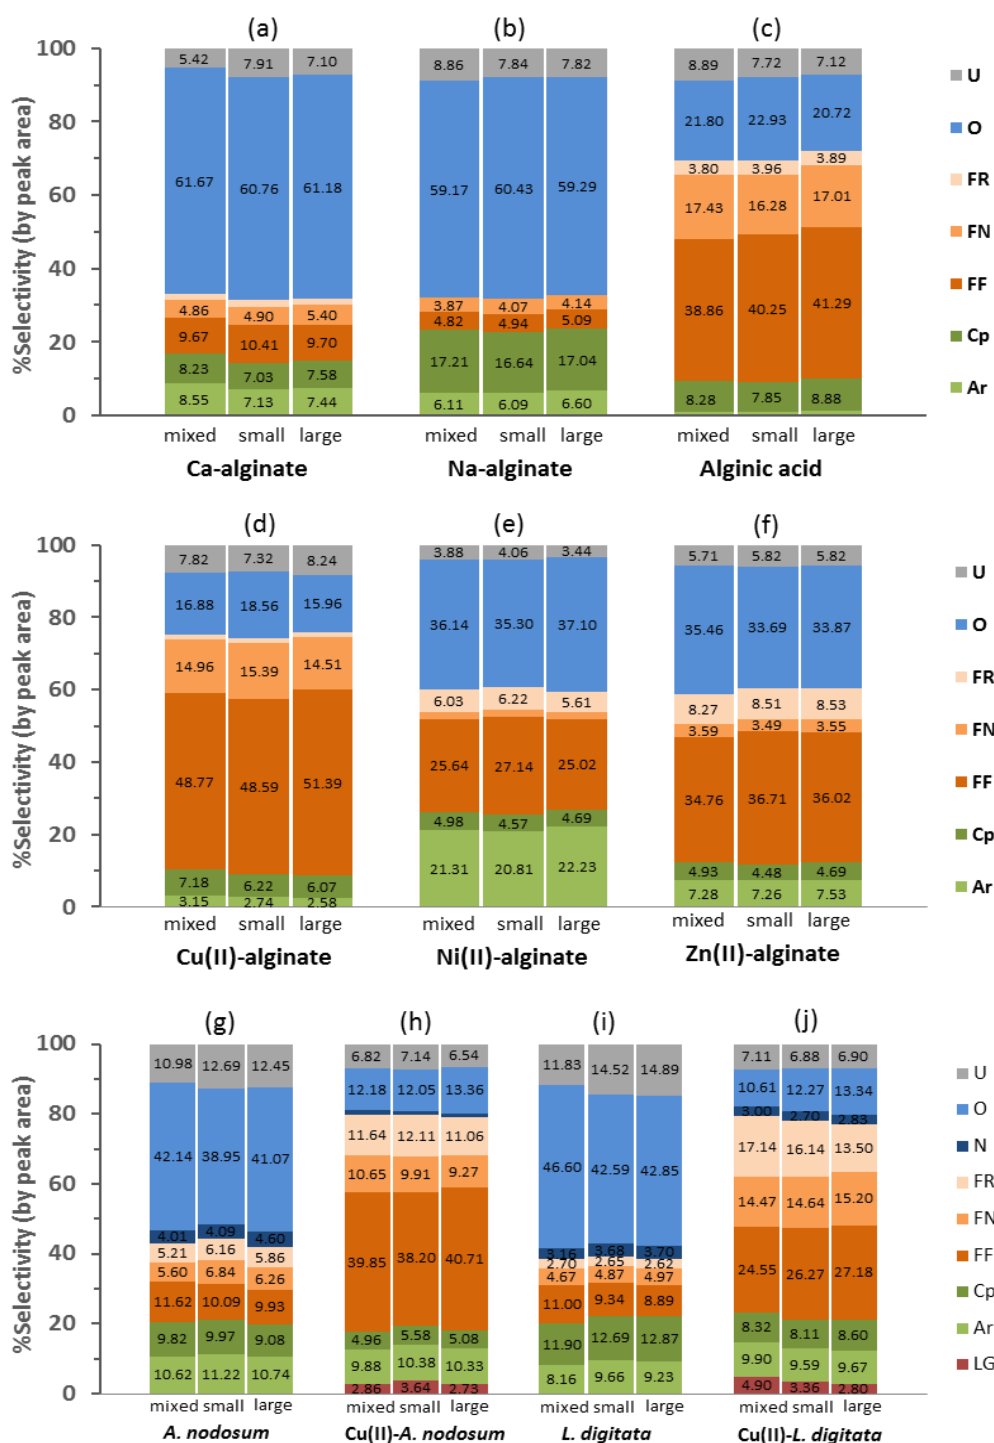 (a) (b) (c)
%Selectivity (by peak area)
100
80
60
40
20
0
5.42 7.91 7.10
61.67 60.76 61.18
4.86 4.90 5.40
9.67 10.41 9.70
8.23 7.03 7.58
8.55 7.13 7.44
mixed small large
Ca-alginate
8.86 7.84 7.82
59.17 60.43 59.29
3.87 4.07 4.14
4.82 4.94 5.09
17.21 16.64 17.04
6.11 6.09 6.60
mixed small large
Na-alginate
8.89 7.72 7.12
21.80 22.93 20.72
3.80 3.96 3.89
17.43 16.28 17.01
38.86 40.25 41.29
8.28 7.85 8.88
mixed small large
Alginic acid
U
O
FR
FN
FF
Cp
Ar
(d) (e) (f)
%Selectivity (by peak area)
100
80
60
40
20
0
7.82 7.32 8.24
16.88 18.56 15.96
14.96 15.39 14.51
48.77 48.59 51.39
7.18 6.22 6.07
3.15 2.74 2.58
mixed small large
Cu(II)-alginate
3.88 4.06 3.44
36.14 35.30 37.10
6.03 6.22 5.61
25.64 27.14 25.02
4.98 4.57 4.69
21.31 20.81 22.23
mixed small large
Ni(II)-alginate
5.71 5.82 5.82
35.46 33.69 33.87
8.27 8.51 8.53
3.59 3.49 3.55
34.76 36.71 36.02
4.93 4.48 4.69
7.28 7.26 7.53
mixed small large
Zn(II)-alginate
U
O
FR
FN
FF
Cp
Ar
(g) (h) (i) (j)
%Selectivity (by peak area)
100
80
60
40
20
0
10.98 12.69 12.45
42.14 38.95 41.07
4.01 4.09 4.60
5.21 6.16 5.86
5.60 6.84 6.26
11.62 10.09 9.93
9.82 9.97 9.08
10.62 11.22 10.74
mixed small large
A. nodosum
6.82 7.14 6.54
12.18 12.05 13.36
11.64 12.11 11.06
10.65 9.91 9.27
39.85 38.20 40.71
4.96 5.58 5.08
9.88 10.38 10.33
2.86 3.64 2.73
mixed small large
Cu(II)-A. nodosum
11.83 14.52 14.89
46.60 42.59 42.85
3.16 3.68 3.70
2.70 2.65 2.62
4.67 4.87 4.97
11.00 9.34 8.89
11.90 12.69 12.87
8.16 9.66 9.23
mixed small large
L. digitata
7.11 6.88 6.90
10.61 12.27 13.34
3.00 2.70 2.83
17.14 16.14 13.50
14.47 14.64 15.20
24.55 26.27 27.18
8.32 8.11 8.60
9.90 9.59 9.67
4.90 3.36 2.80
mixed small large
Cu(II)-L. digitata
U
O
N
FR
FN
FF
Cp
Ar
LG